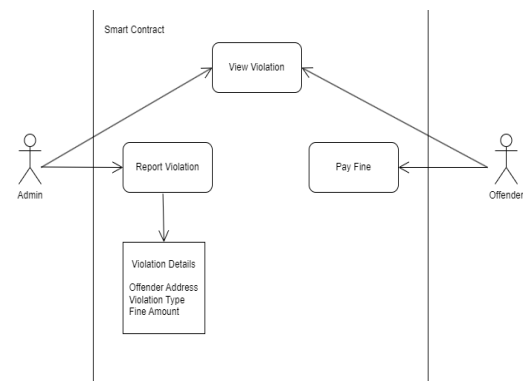 Smart Contract
View Violation
Report Violation
Pay Fine
Admin
Offender
Violation Details
Offender Address
Violation Type
Fine Amount